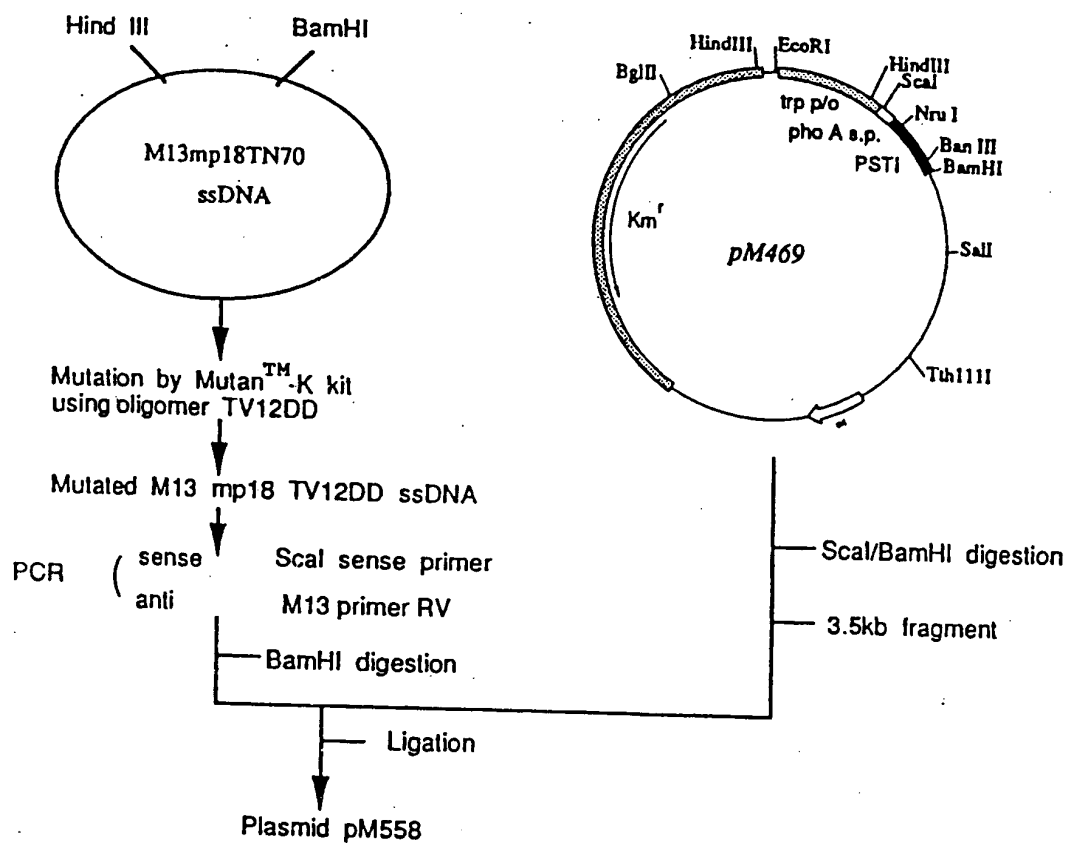 Hind III
BamHI
M13mp18TN70
ssDNA
Mutation by Mutan™-K kit
using oligomer TV12DD
Mutated M13 mp18 TV12DD ssDNA
PCR
( sense ScaI sense primer
anti M13 primer RV
BamHI digestion
HindIII
EcoRI
BglII
HindIII
ScaI
trp p/o
Nru I
pho A s.p.
Ban III
PSTI
BamHI
Km^r
pM469
SalI
Tth111I
ScaI/BamHI digestion
3.5kb fragment
Ligation
Plasmid pM558